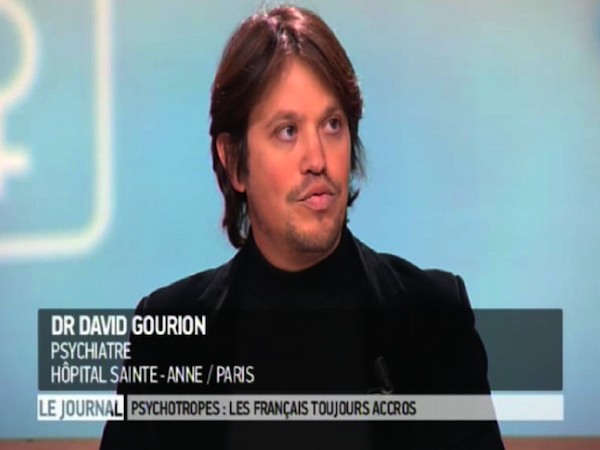 DR DAVID GOURION
PSYCHIATRE
HÔPITAL SAINTE-ANNE / PARIS
LE JOURNAL PSYCHOTROPES : LES FRANÇAIS TOUJOURS ACCROS